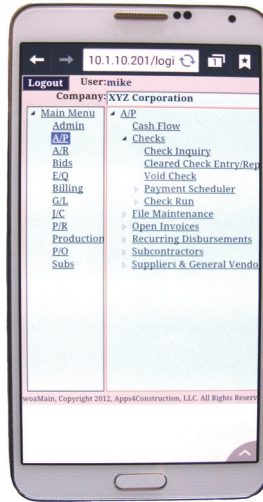 10.1.10.201/logi
Logout User:mike
Company:XYZ Corporation
Main Menu
Admin
A/P
A/R
Bids
E/Q
Billing
G/L
J/C
P/R
Production
P/O
Subs
A/P
Cash Flow
Checks
Check Inquiry
Cleared Check Entry/Rep
Void Check
Payment Scheduler
Check Run
File Maintenance
Open Invoices
Recurring Disbursements
Subcontractors
Suppliers & General Vendo
woaMain, Copyright 2012, Apps4Construction, LLC. All Rights Reserv